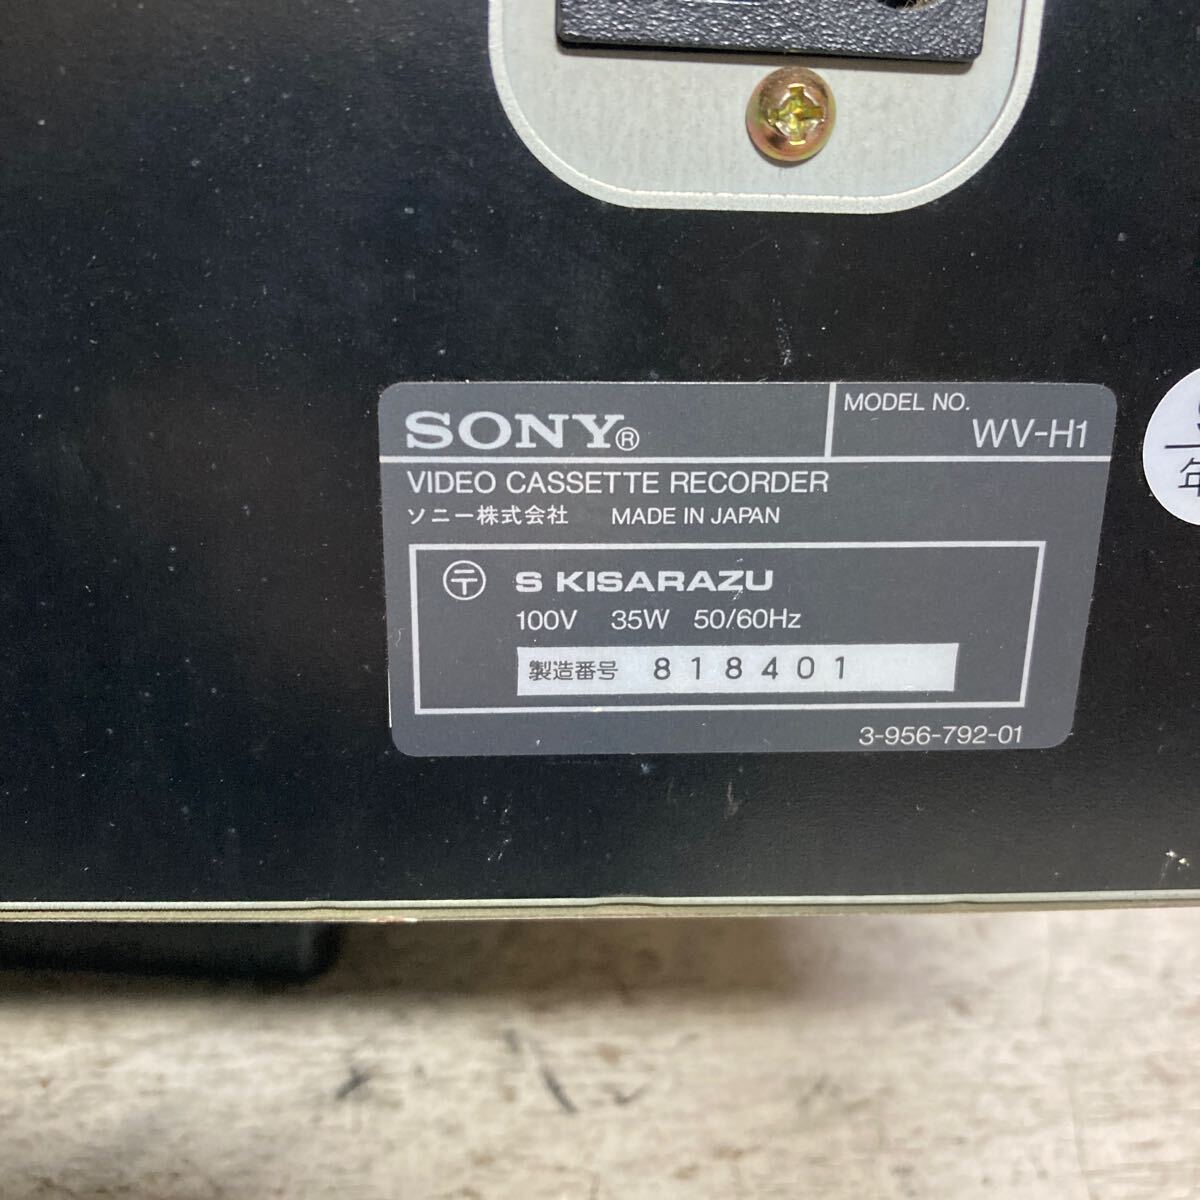 SONY®
MODEL NO.
WV-H1
VIDEO CASSETTE RECORDER
ソニー株式会社 MADE IN JAPAN
〒 S KISARAZU
100V 35W 50/60Hz
製造番号 818401
3-956-792-01
年